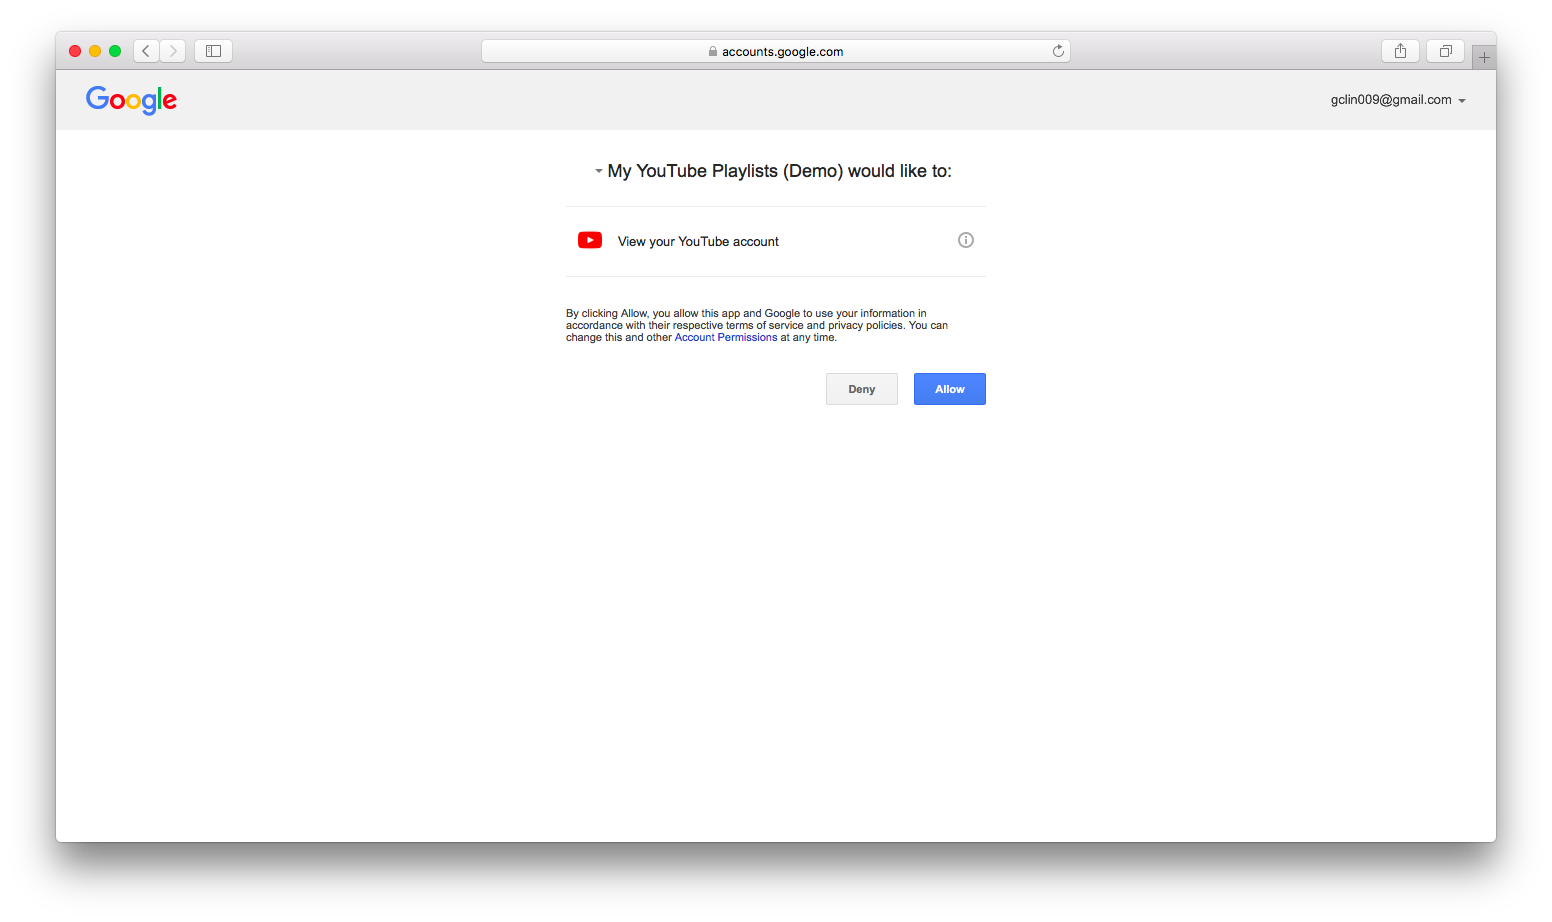 accounts.google.com
Google
gclin009@gmail.com
My YouTube Playlists (Demo) would like to:
View your YouTube account
By clicking Allow, you allow this app and Google to use your information in
accordance with their respective terms of service and privacy policies. You can
change this and other Account Permissions at any time.
Deny
Allow